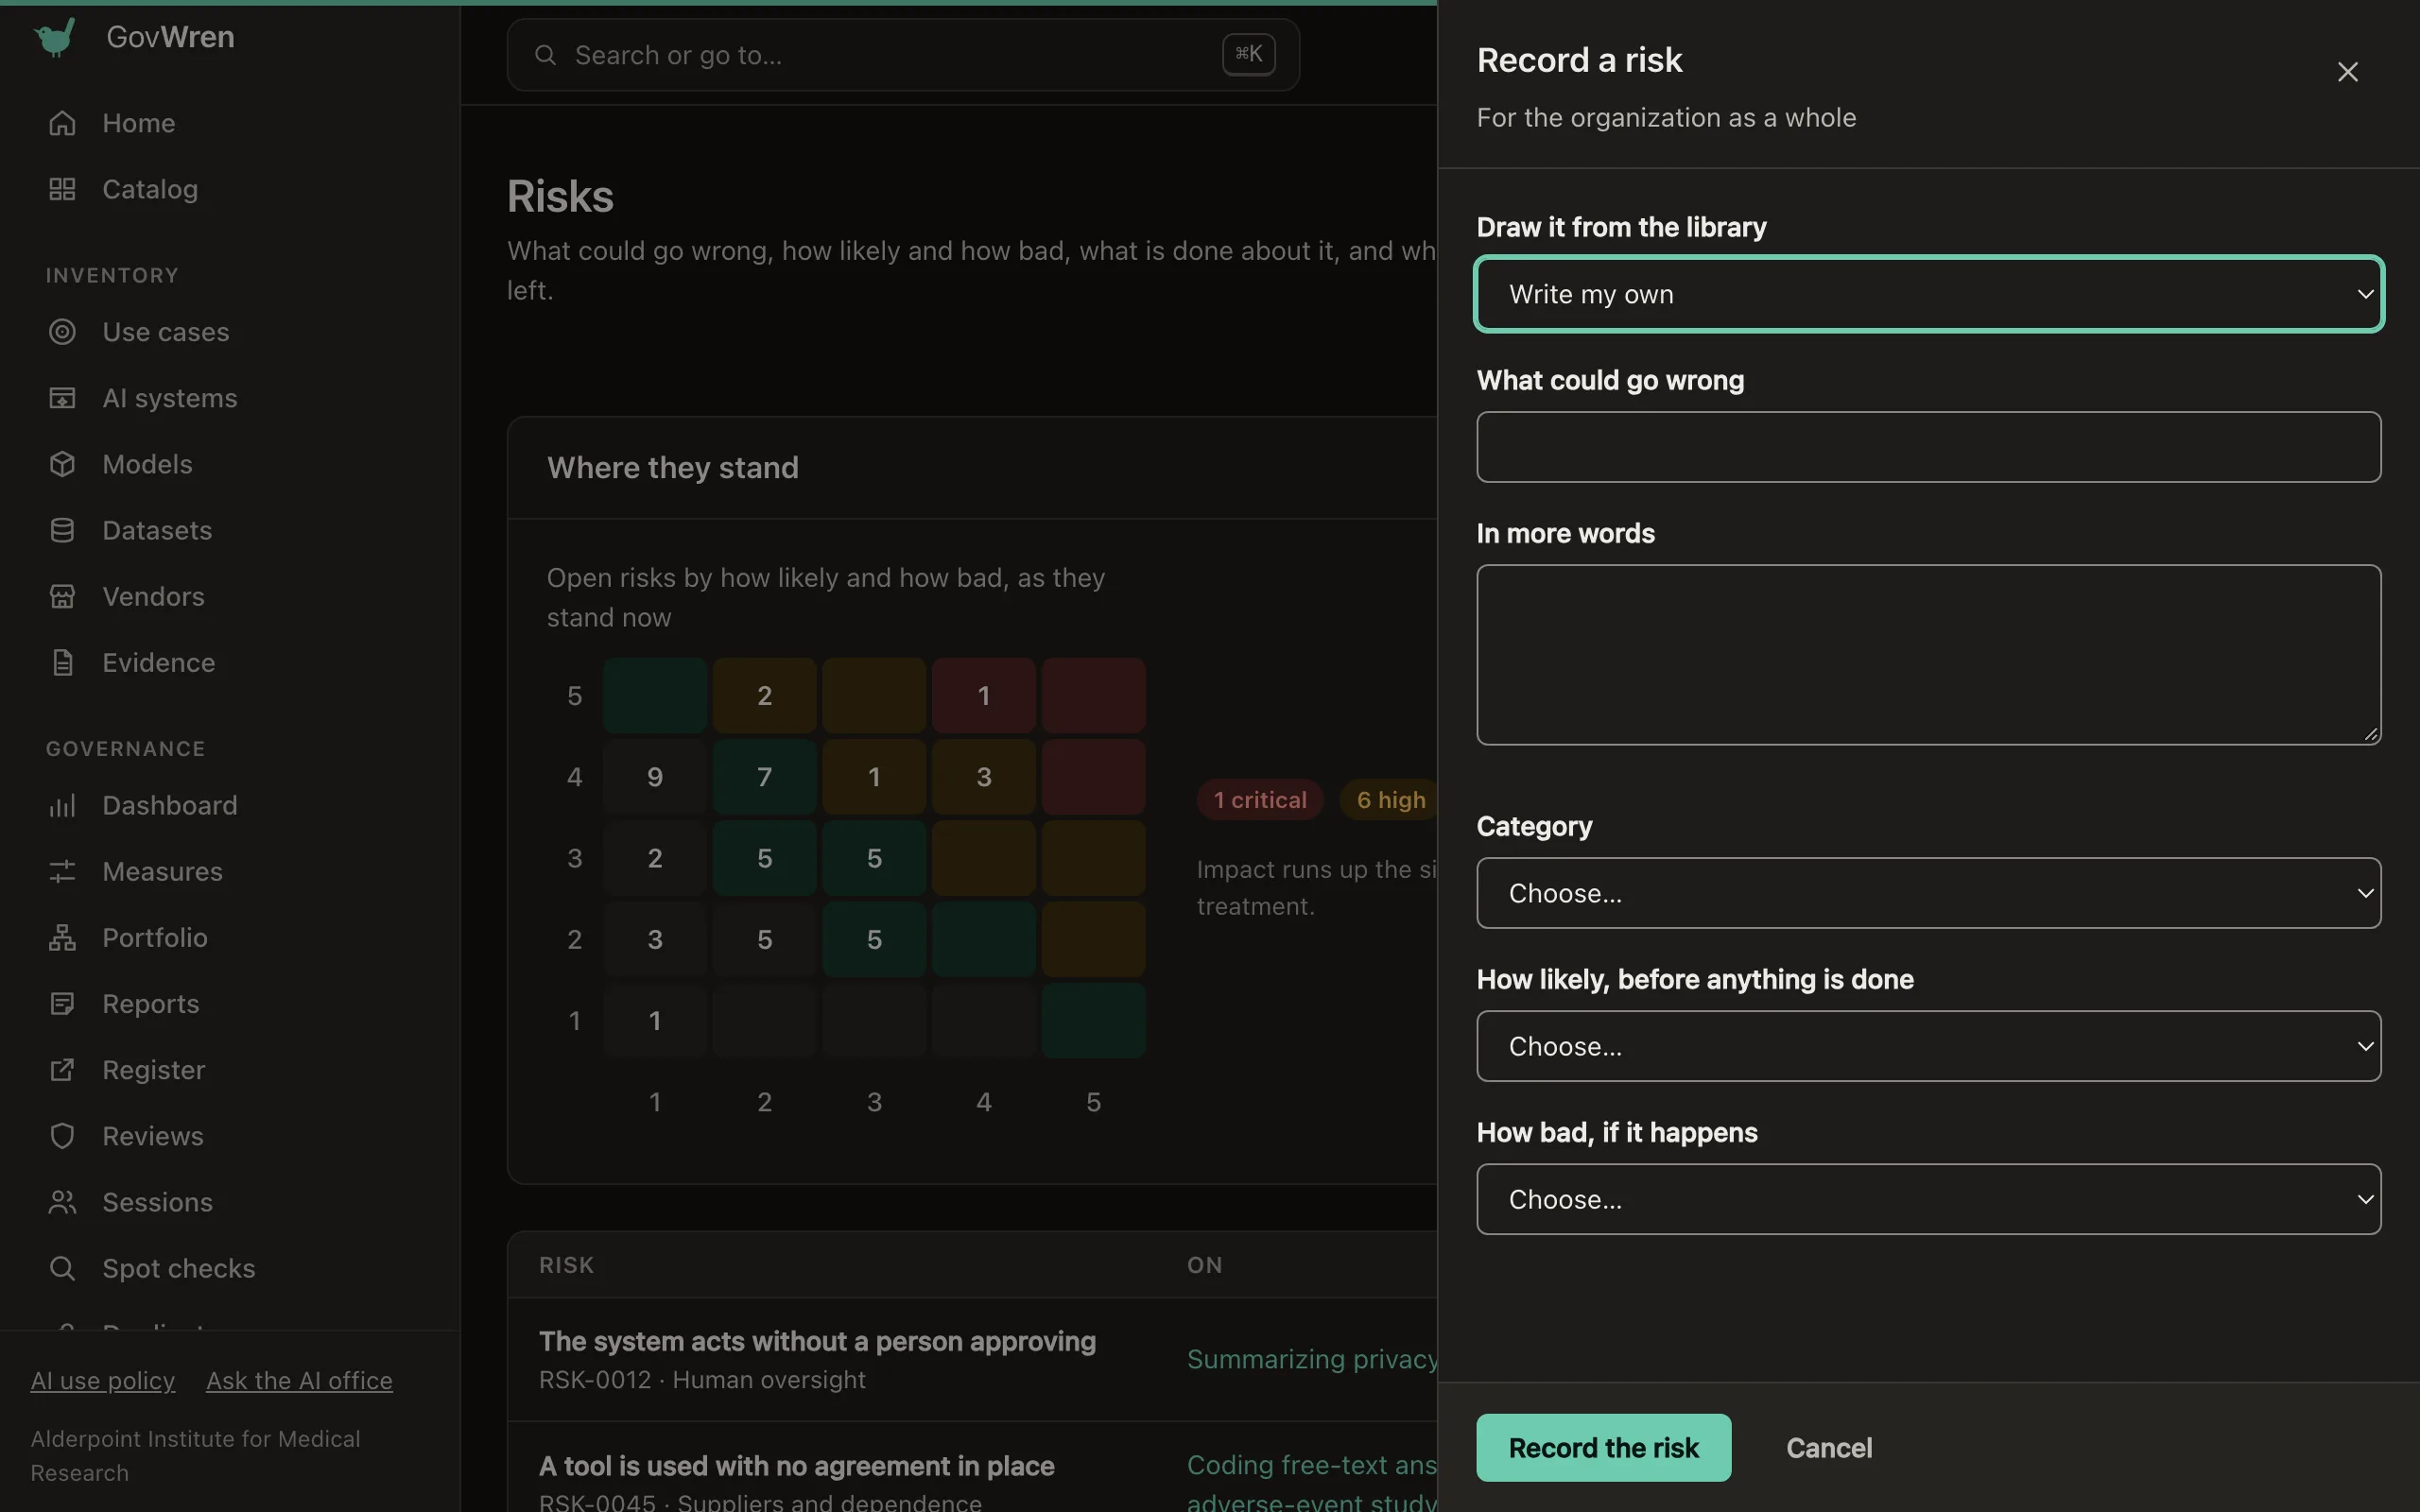 GovWren
Home
Catalog
INVENTORY
Use cases
AI systems
Models
Datasets
Vendors
Evidence
GOVERNANCE
Dashboard
Measures
Portfolio
Reports
Register
Reviews
Sessions
Spot checks
AI use policy Ask the AI office
Alderpoint Institute for Medical
Research
Search or go to... ⌘K
Risks
What could go wrong, how likely and how bad, what is done about it, and
left.
Where they stand
Open risks by how likely and how bad, as they
stand now
5 2 1
4 9 7 1 3
3 2 5 5
2 3 5 5
1 1
1 2 3 4 5
1 critical 6 high
Impact runs up the
treatment.
RISK ON
The system acts without a person approving
RSK-0012 · Human oversight
Summarizing privacy
A tool is used with no agreement in place
RSK-0045 · Suppliers and dependence
Coding free-text
adverse-event study
Record a risk
For the organization as a whole
Draw it from the library
Write my own
What could go wrong
In more words
Category
Choose...
How likely, before anything is done
Choose...
How bad, if it happens
Choose...
Record the risk Cancel